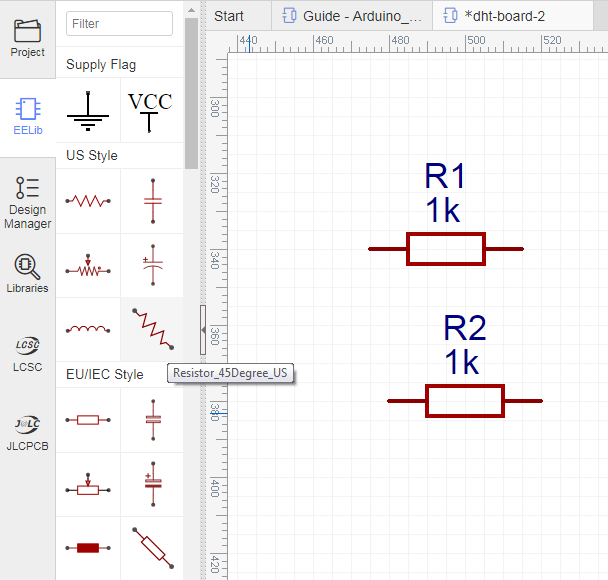 Project
EELib
Design
Manager
Libraries
LCSC
LCSC
J@LC
JLCPCB
Filter
Supply Flag
VCC
US Style
+
Resistor_45Degree_US
EU/IEC Style
+
Start
Guide - Arduino_...
*dht-board-2
440
460
480
500
520
300
320
340
360
380
400
420
R1
1k
R2
1k